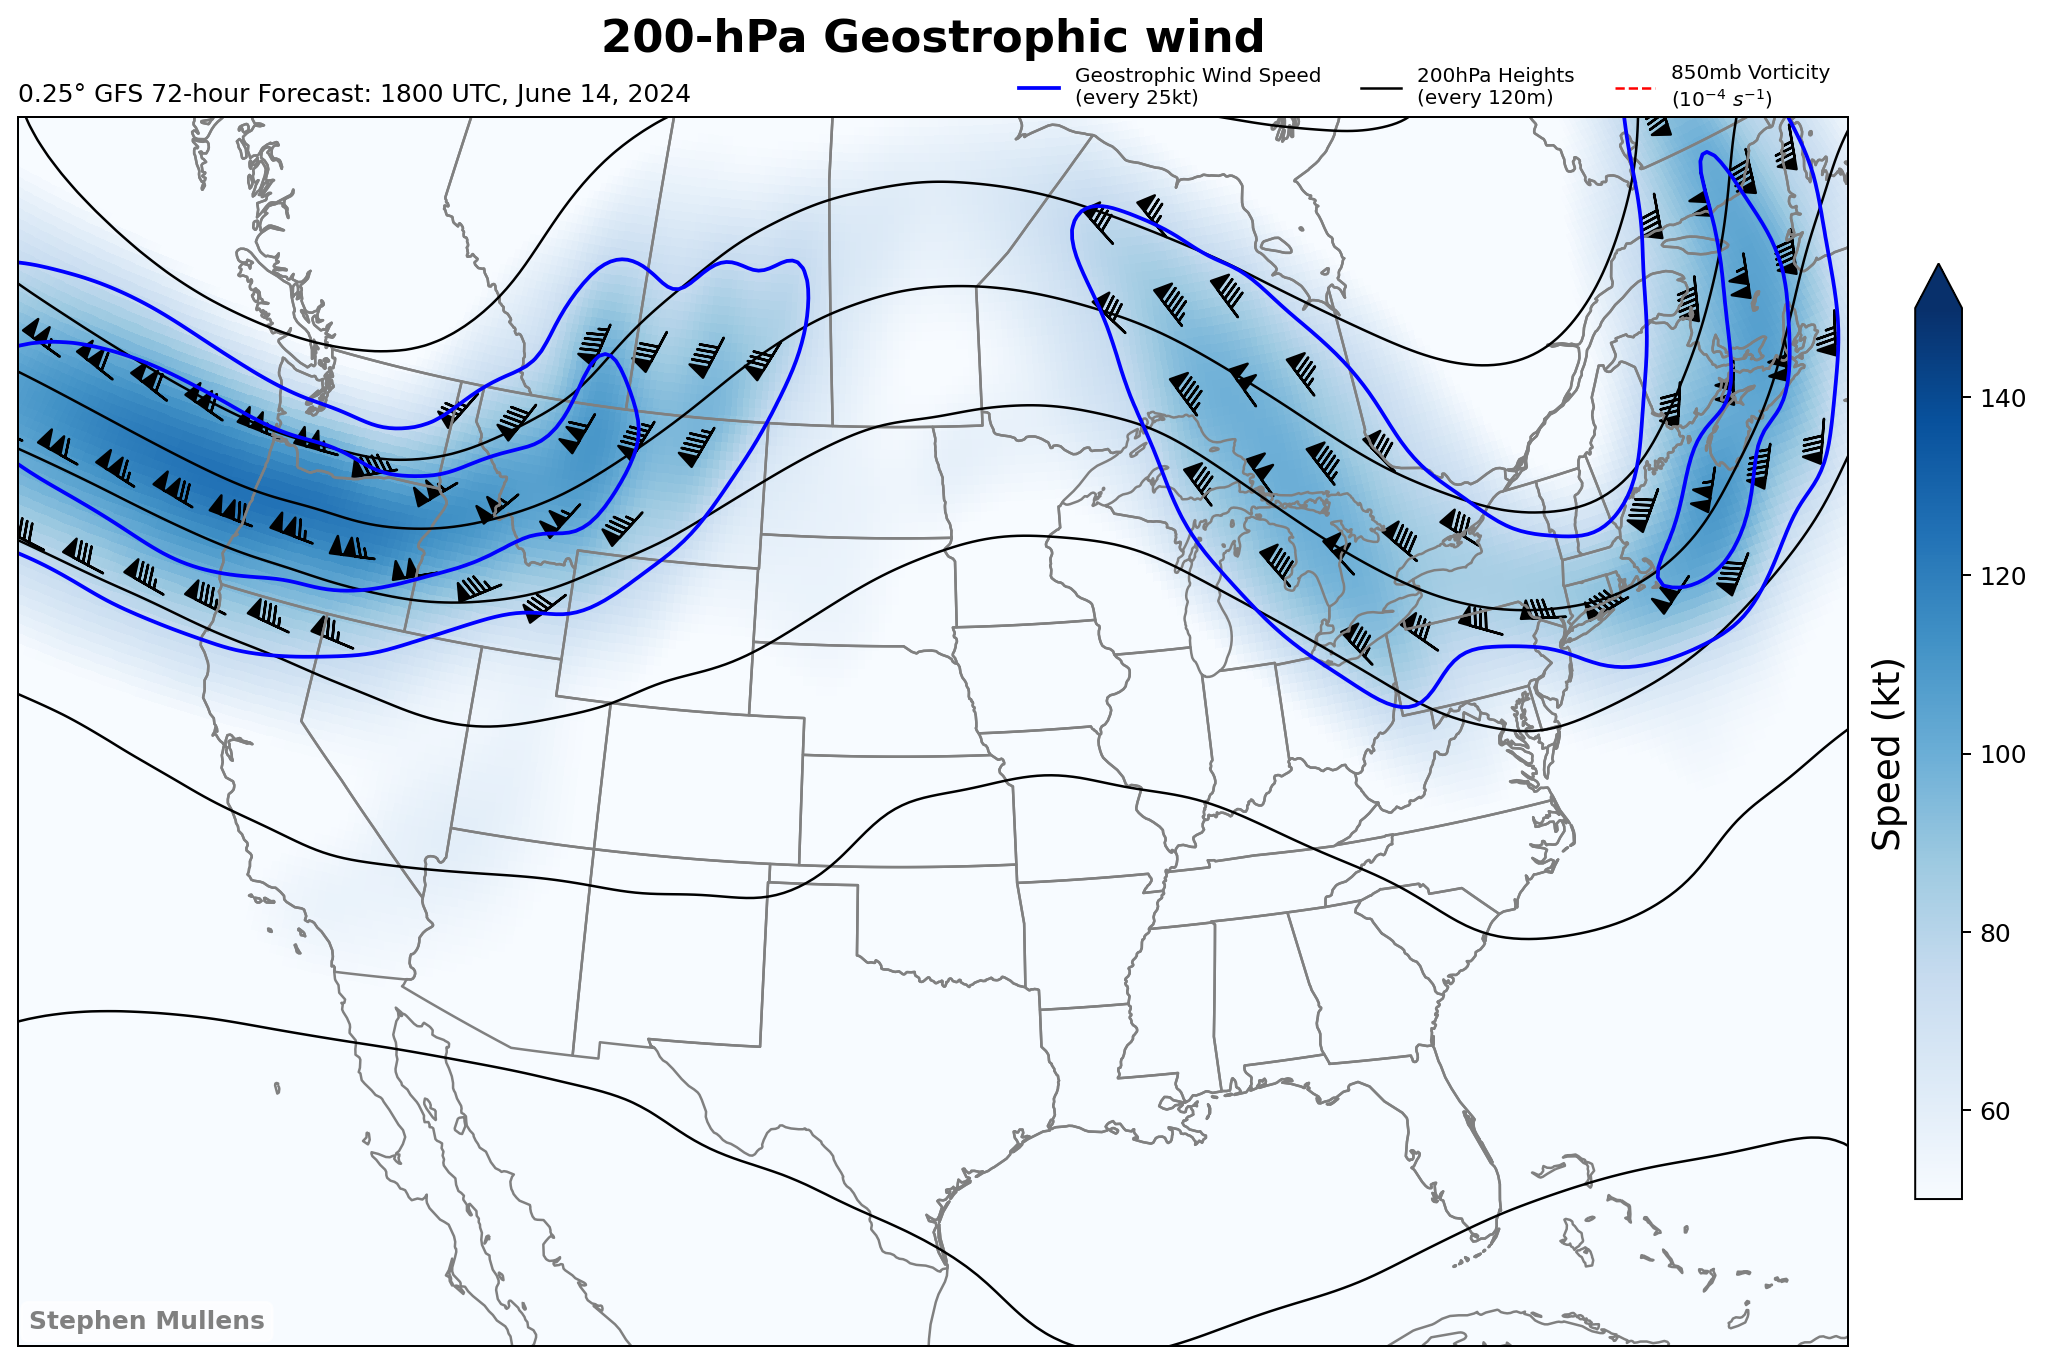 200-hPa Geostrophic wind
0.25° GFS 72-hour Forecast: 1800 UTC, June 14, 2024
Geostrophic Wind Speed
(every 25kt)
200hPa Heights
(every 120m)
850mb Vorticity
(10⁻⁴ s⁻¹)
140
120
100
80
60
Speed (kt)
Stephen Mullens